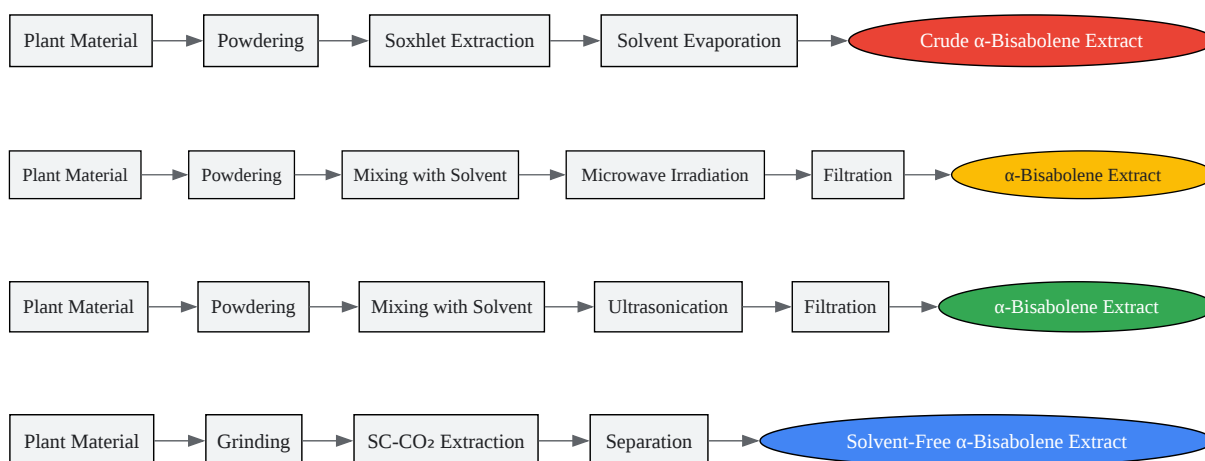 Plant Material
Powdering
Soxhlet Extraction
Solvent Evaporation
Crude α-Bisabolene Extract
Plant Material
Powdering
Mixing with Solvent
Microwave Irradiation
Filtration
α-Bisabolene Extract
Plant Material
Powdering
Mixing with Solvent
Ultrasonication
Filtration
α-Bisabolene Extract
Plant Material
Grinding
SC-CO₂ Extraction
Separation
Solvent-Free α-Bisabolene Extract